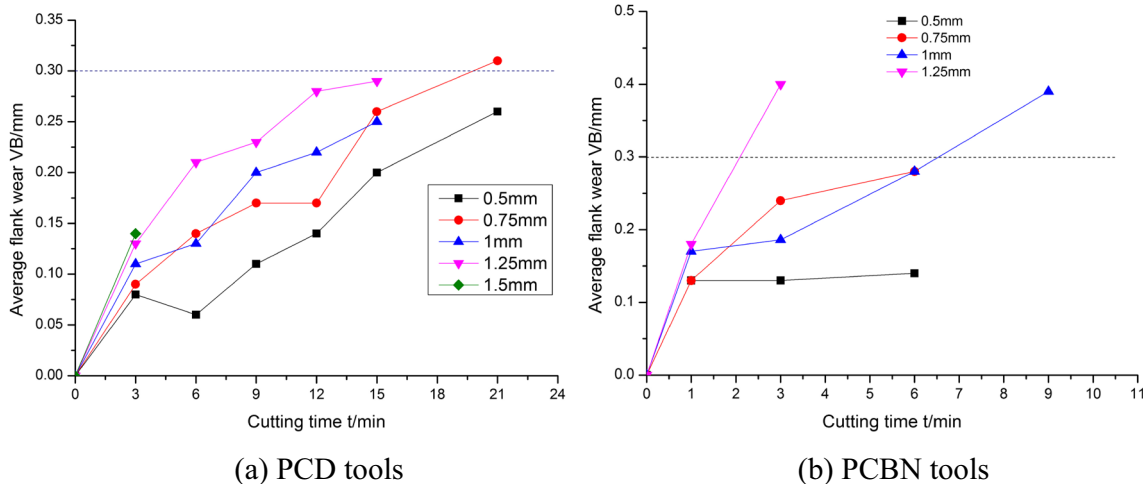 0.35
0.30
0.25
0.20
0.15
0.10
0.05
0.00
Average flank wear VB/mm
0 3 6 9 12 15 18 21 24
Cutting time t/min
0.5mm
0.75mm
1mm
1.25mm
1.5mm
(a) PCD tools
0.5
0.4
0.3
0.2
0.1
0.0
Average flank wear VB/mm
0 1 2 3 4 5 6 7 8 9 10 11
Cutting time t/min
0.5mm
0.75mm
1mm
1.25mm
(b) PCBN tools